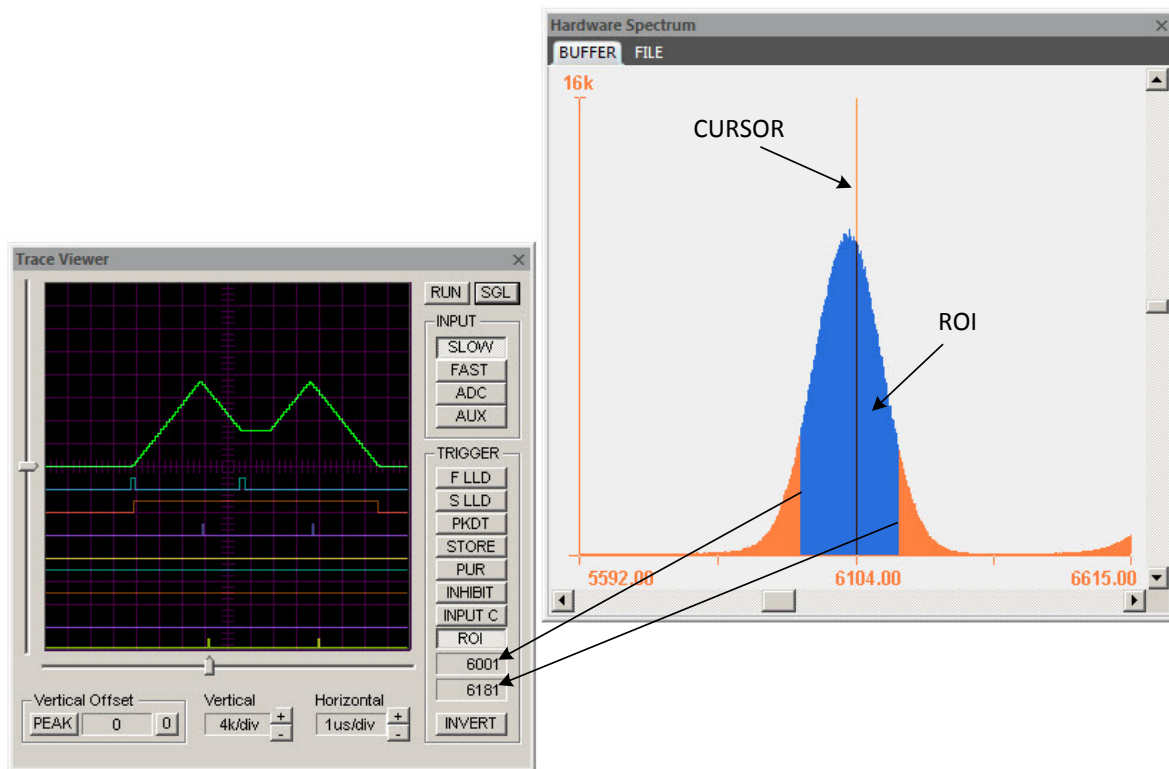 Hardware Spectrum
BUFFER FILE
16k
CURSOR
ROI
5592.00 6104.00 6615.00
Trace Viewer
RUN SGL
INPUT
SLOW
FAST
ADC
AUX
TRIGGER
F LLD
S LLD
PKDT
STORE
PUR
INHIBIT
INPUT C
ROI
6001
6181
INVERT
Vertical Offset
PEAK 0 0
Vertical
4k/div + -
Horizontal
1us/div + -